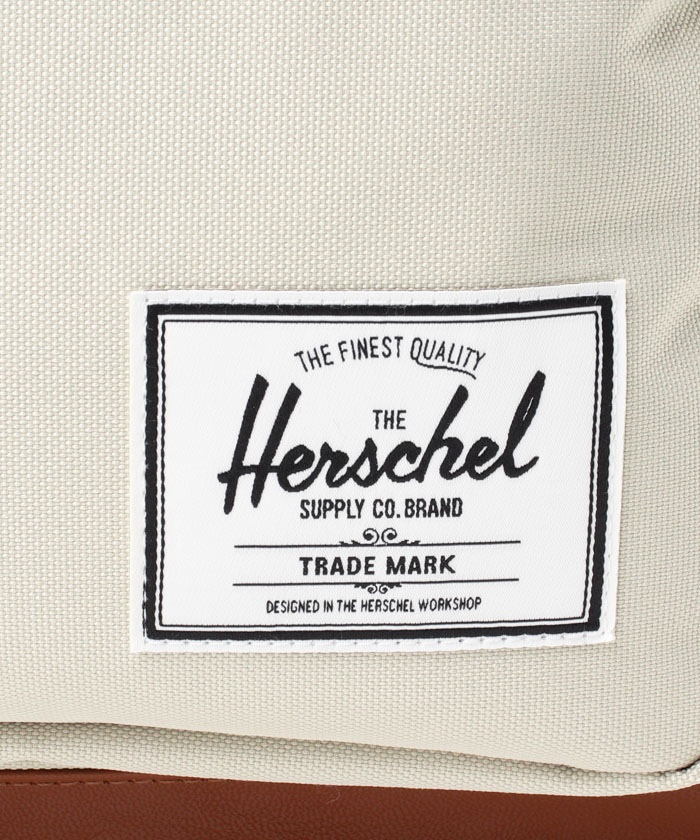 THE FINEST QUALITY
THE
Herschel
SUPPLY CO. BRAND
TRADE MARK
DESIGNED IN THE HERSCHEL WORKSHOP